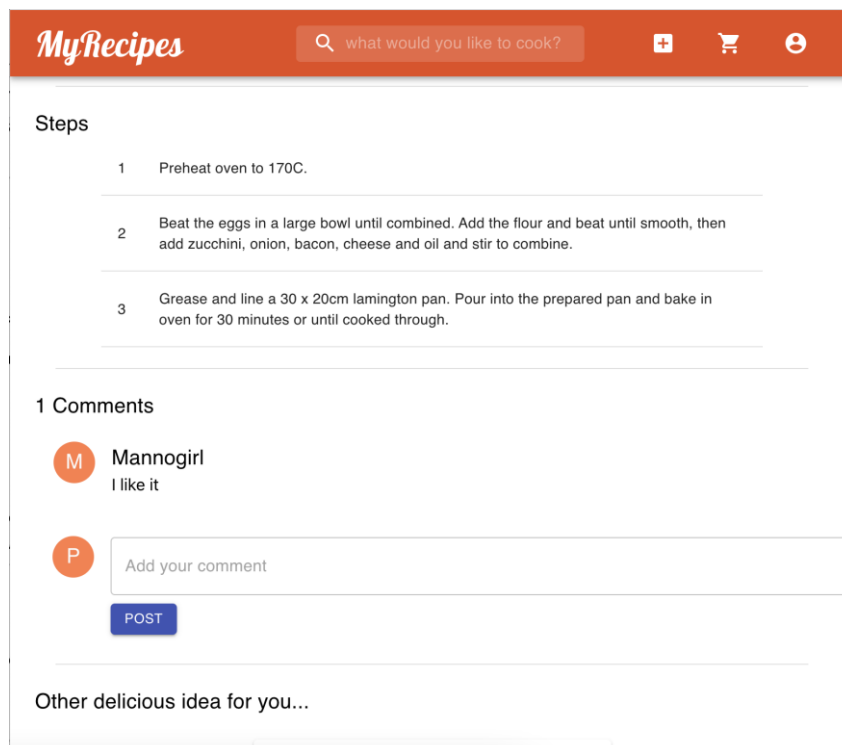 MyRecipes
what would you like to cook?
Steps
1 Preheat oven to 170C.
2 Beat the eggs in a large bowl until combined. Add the flour and beat until smooth, then
add zucchini, onion, bacon, cheese and oil and stir to combine.
3 Grease and line a 30 x 20cm lamington pan. Pour into the prepared pan and bake in
oven for 30 minutes or until cooked through.
1 Comments
M
Mannogirl
I like it
P
Add your comment
POST
Other delicious idea for you...